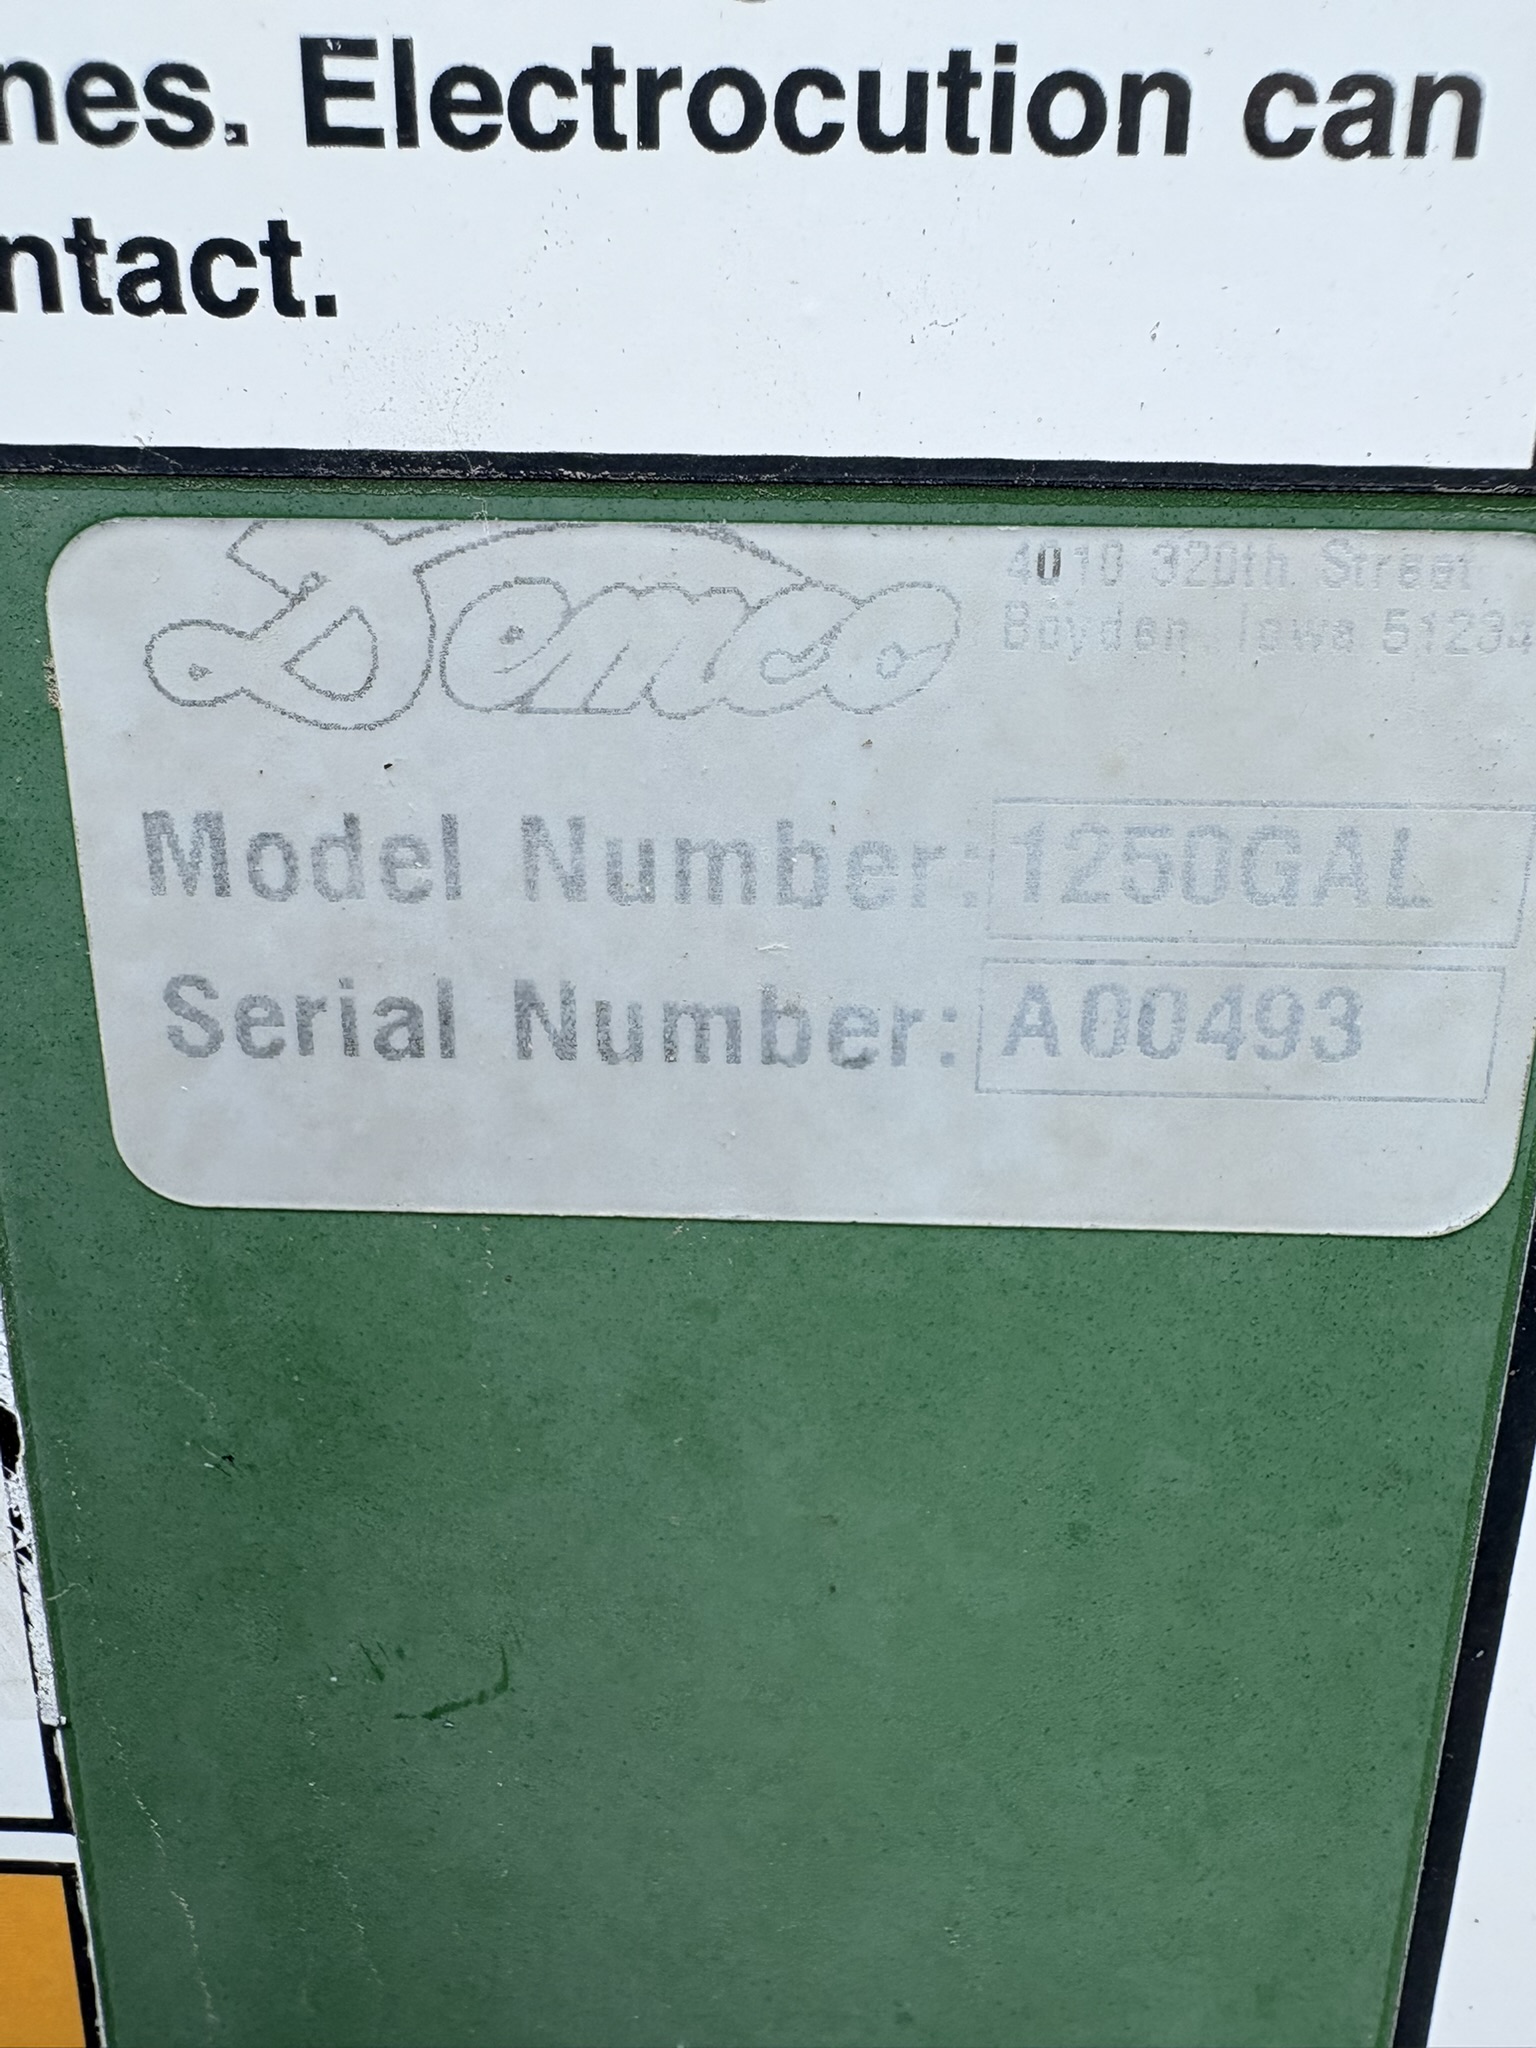 nes. Electrocution can
ntact.
Demco
4010 320th Street
Boyden, Iowa 51234
Model Number: 1250GAL
Serial Number: A00493